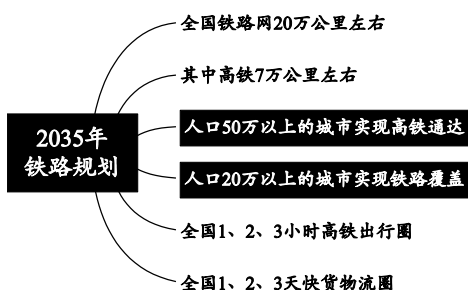 2035年
铁路规划
全国铁路网20万公里左右
其中高铁7万公里左右
人口50万以上的城市实现高铁通达
人口20万以上的城市实现铁路覆盖
全国1、2、3小时高铁出行圈
全国1、2、3天快货物流圈